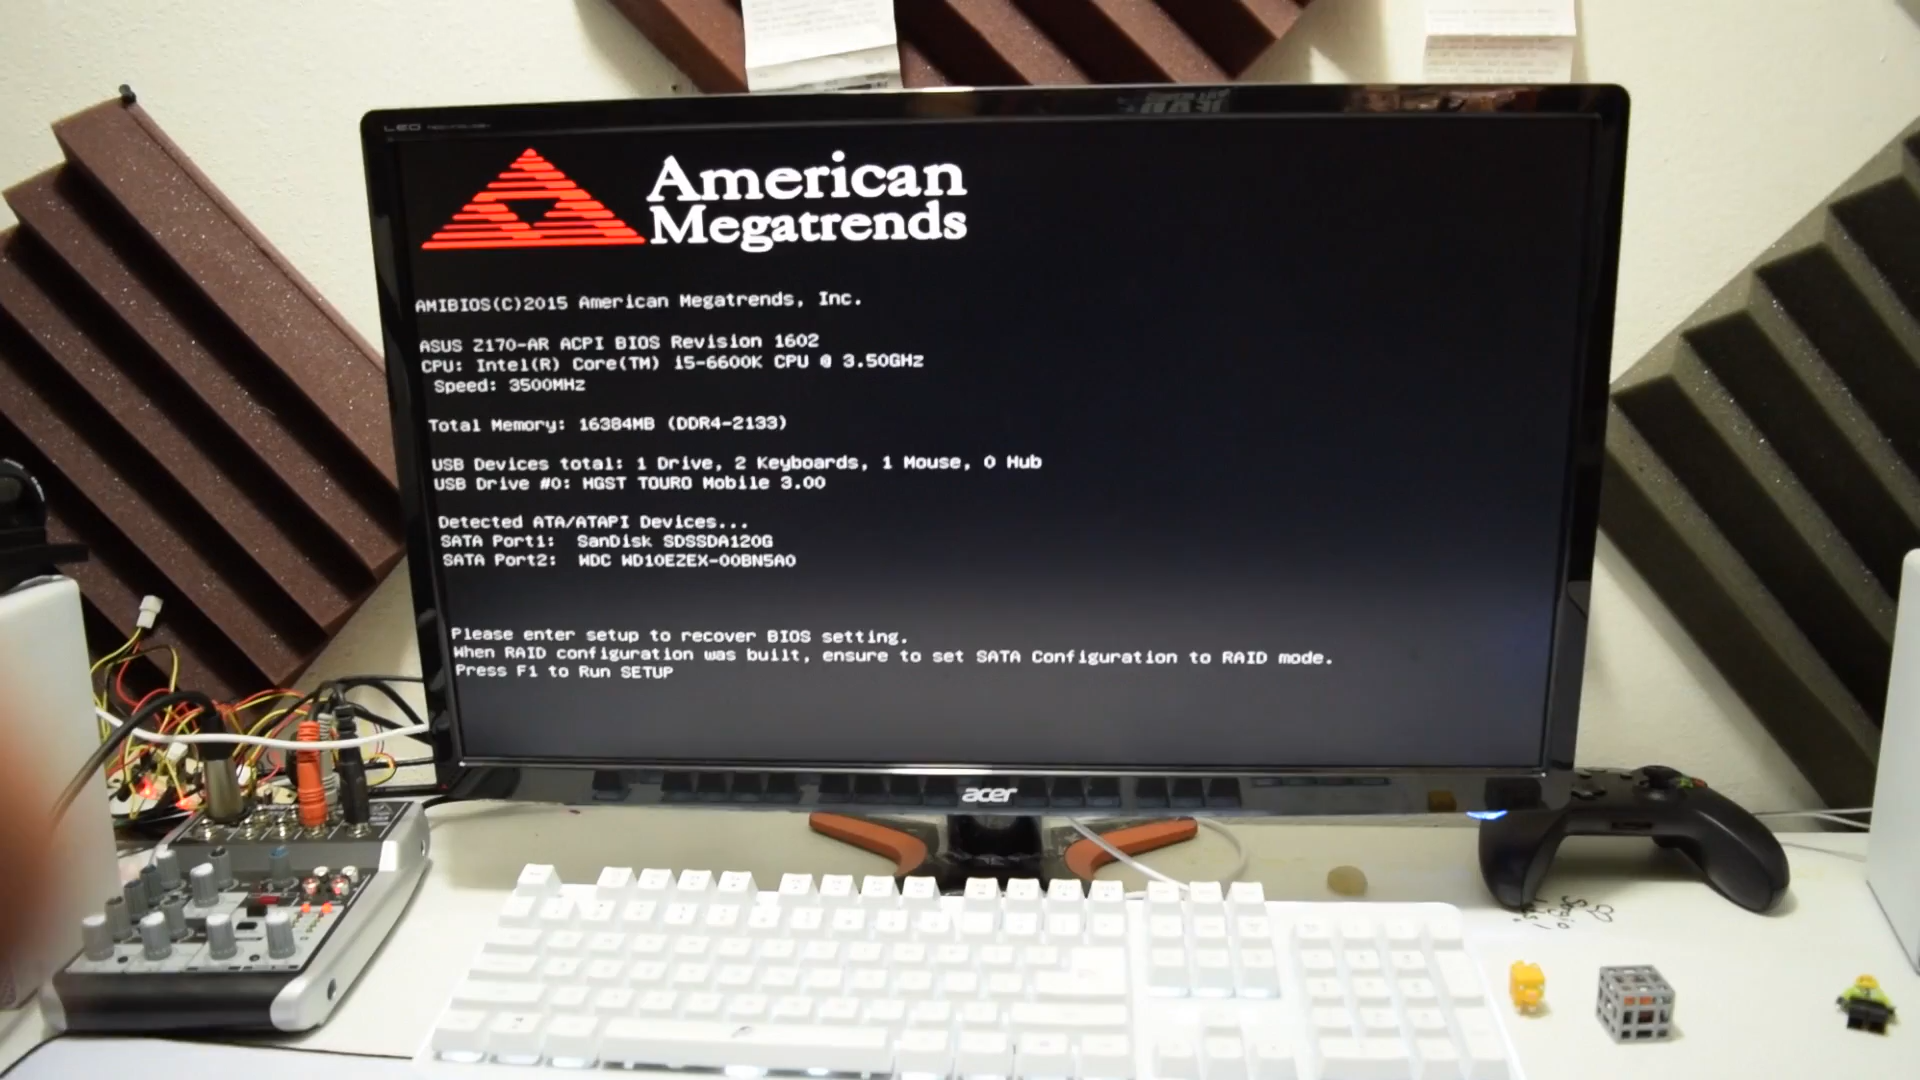 LED
American
Megatrends
AMIBIOS(C)2015 American Megatrends, Inc.
ASUS Z170-AR ACPI BIOS Revision 1602
CPU: Intel(R) Core(TM) i5-6600K CPU @ 3.50GHz
Speed: 3500MHz
Total Memory: 16384MB (DDR4-2133)
USB Devices total: 1 Drive, 2 Keyboards, 1 Mouse, 0 Hub
USB Drive #0: HGST TOURO Mobile 3.00
Detected ATA/ATAPI Devices...
SATA Port1: SanDisk SDSSDA120G
SATA Port2: WDC WD10EZEX-00BN5A0
Please enter setup to recover BIOS setting.
When RAID configuration was built, ensure to set SATA Configuration to RAID mode.
Press F1 to Run SETUP
acer